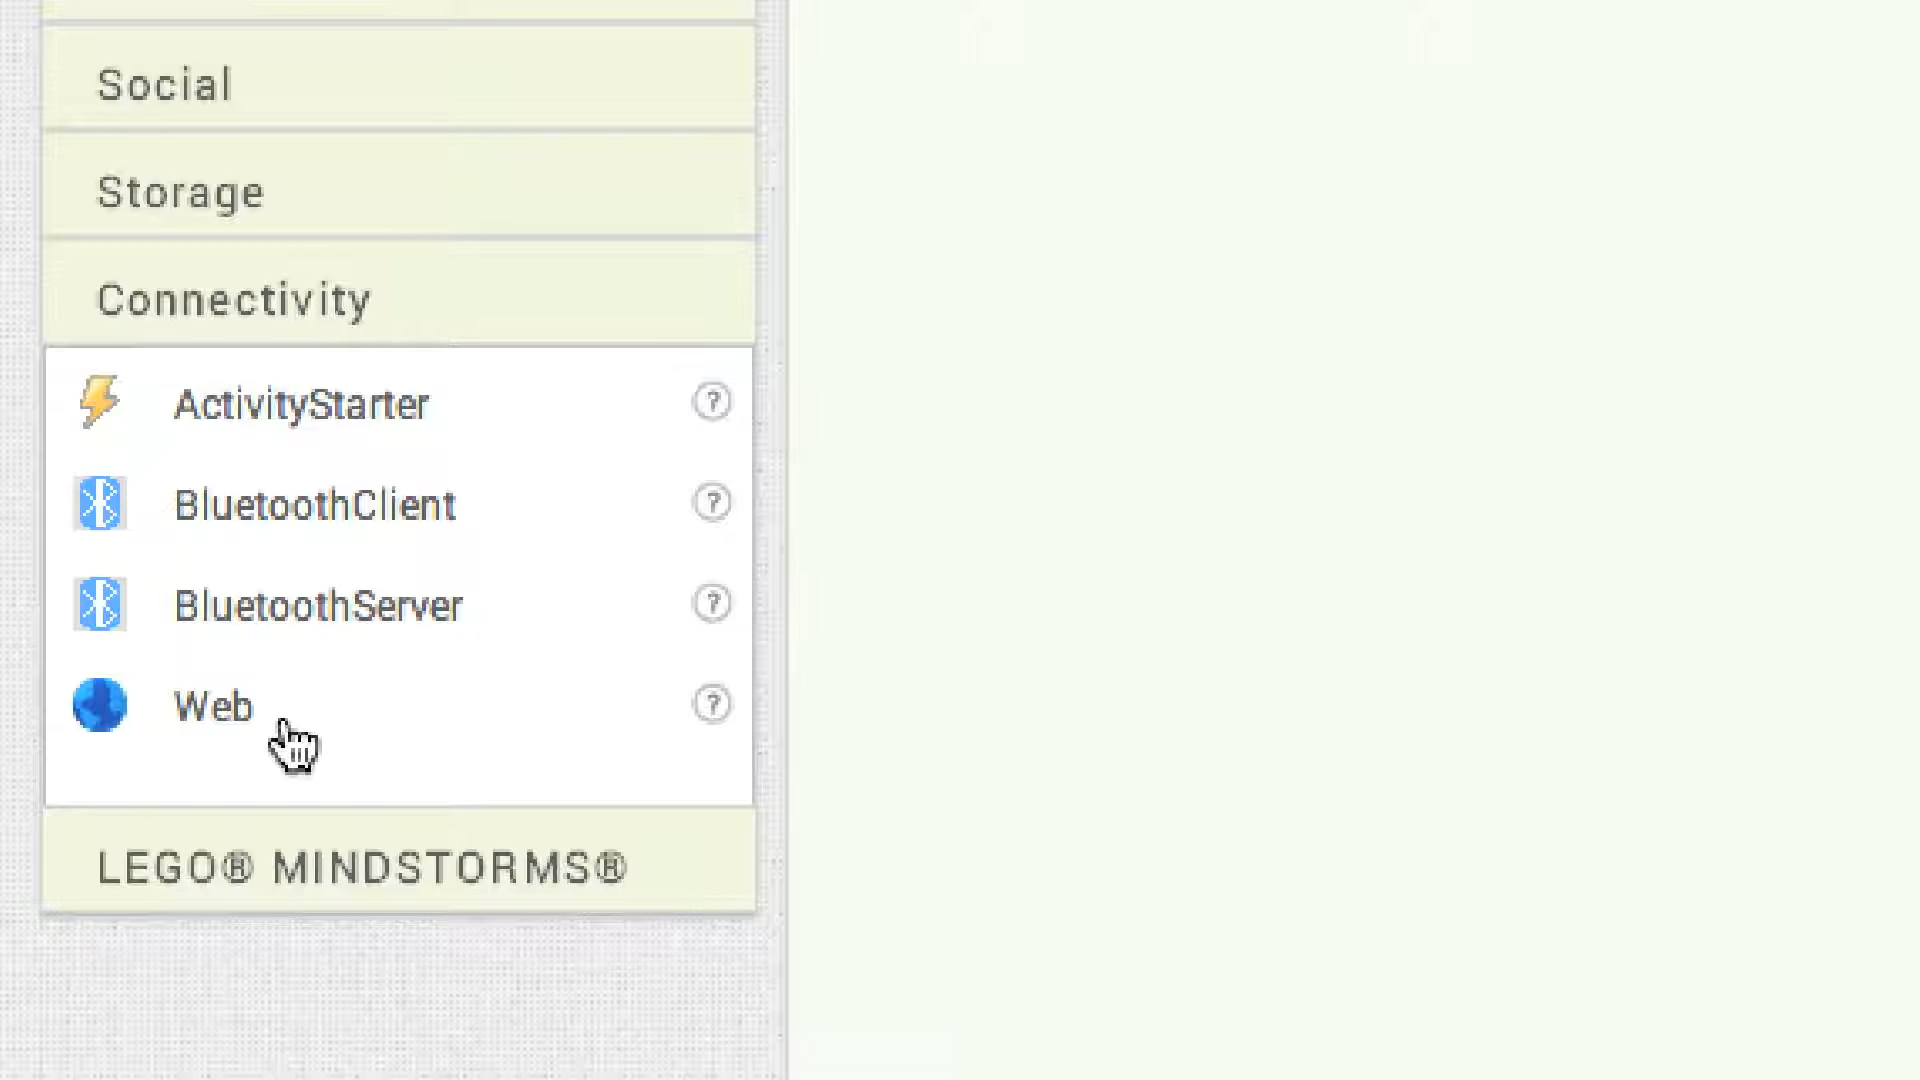 Social
Storage
Connectivity
ActivityStarter ?
BluetoothClient ?
BluetoothServer ?
Web ?
LEGO® MINDSTORMS®